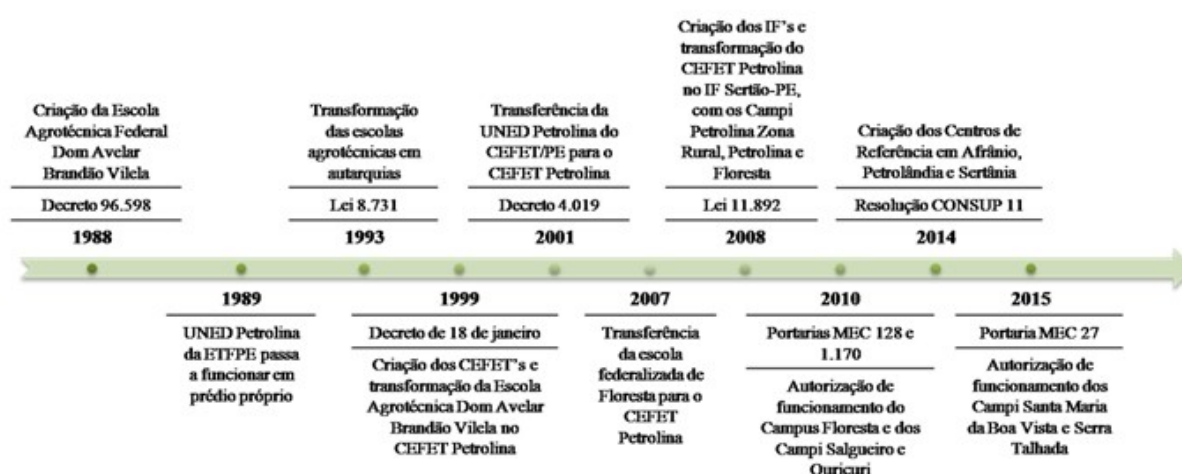 Criação da Escola
Agrotécnica Federal
Dom Avelar
Brandão Vilela
Decreto 96.598
1988
1989
UNED Petrolina
da ETFPE passa
a funcionar em
prédio próprio
Transformação
das escolas
agrotécnicas em
autarquias
Lei 8.731
1993
1999
Decreto de 18 de janeiro
Criação dos CEFET's e
transformação da Escola
Agrotécnica Dom Avelar
Brandão Vilela no
CEFET Petrolina
Transferência da
UNED Petrolina do
CEFET/PE para o
CEFET Petrolina
Decreto 4.019
2001
2007
Transferência
da escola
federalizada de
Floresta para o
CEFET
Petrolina
Criação dos IF's e
transformação do
CEFET Petrolina
no IF Sertão-PE,
com os Campi
Petrolina Zona
Rural, Petrolina e
Floresta
Lei 11.892
2008
2010
Portarias MEC 128 e
1.170
Autorização de
funcionamento do
Campus Floresta e dos
Campi Salgueiro e
Ouricuri
Criação dos Centros de
Referência em Afrânio,
Petrolândia e Sertânia
Resolução CONSUP 11
2014
2015
Portaria MEC 27
Autorização de
funcionamento dos
Campi Santa Maria
da Boa Vista e Serra
Talhada